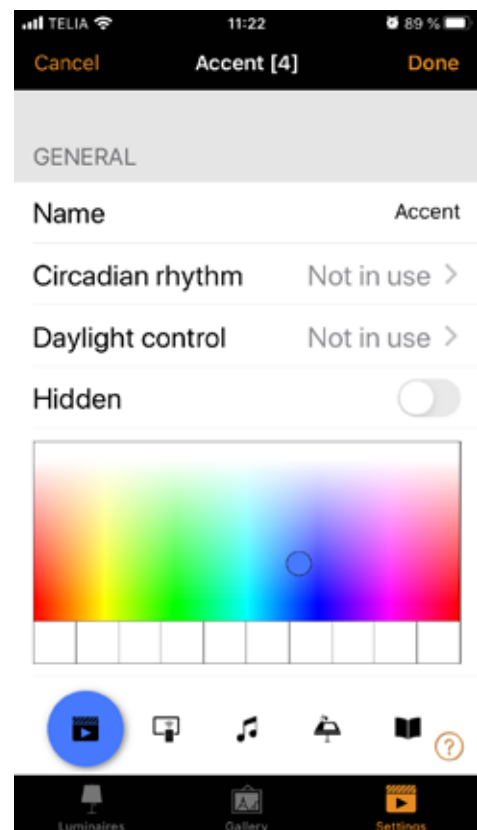 TELIA 11:22 89 %
Cancel Accent [4] Done
GENERAL
Name Accent
Circadian rhythm Not in use
Daylight control Not in use
Hidden
?
Luminaires Gallery Settings